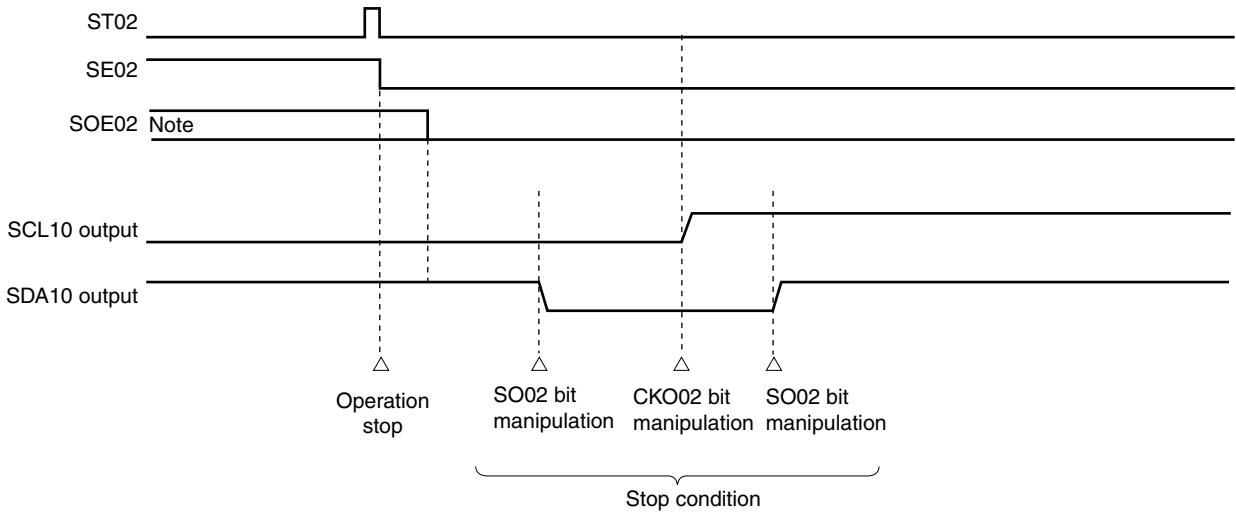 ST02
SE02
SOE02 Note
SCL10 output
SDA10 output
Operation
stop
SO02 bit
manipulation
CKO02 bit
manipulation
SO02 bit
manipulation
Stop condition